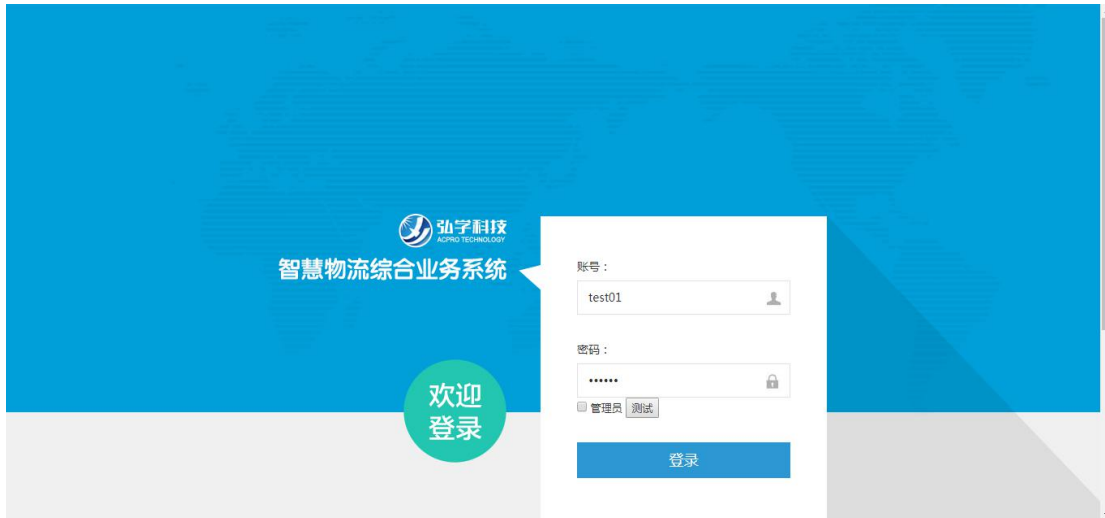 弘学科技
ACPRO TECHNOLOGY
智慧物流综合业务系统
欢迎
登录
账号：
test01
密码：
••••••
管理员 测试
登录